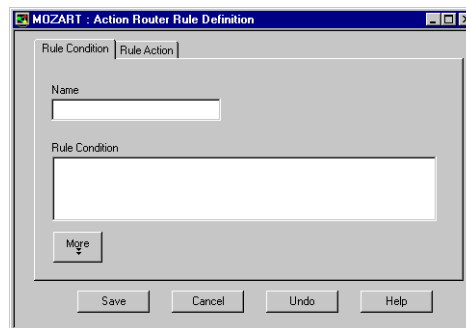 MOZART : Action Router Rule Definition
Rule Condition Rule Action
Name
Rule Condition
More
Save Cancel Undo Help